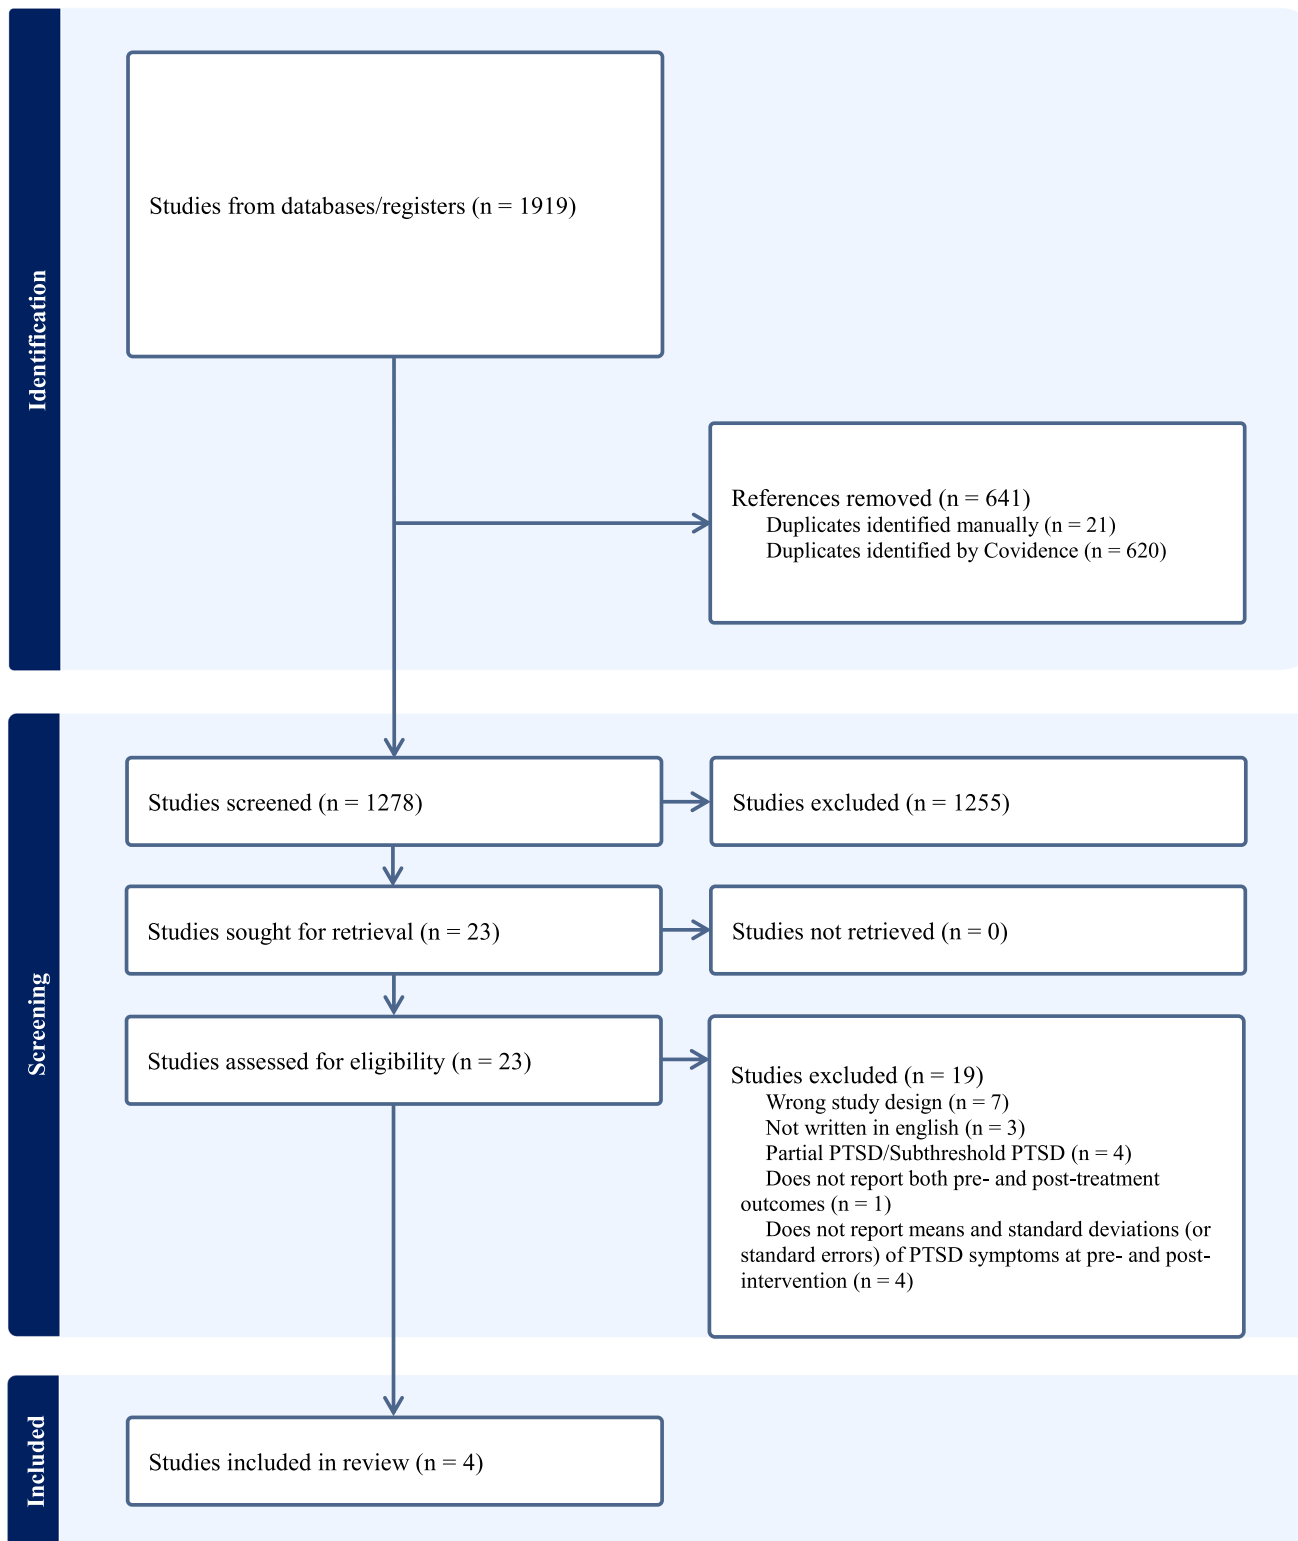 Identification
Studies from databases/registers (n = 1919)
References removed (n = 641)
Duplicates identified manually (n = 21)
Duplicates identified by Covidence (n = 620)
Screening
Studies screened (n = 1278)
Studies excluded (n = 1255)
Studies sought for retrieval (n = 23)
Studies not retrieved (n = 0)
Studies assessed for eligibility (n = 23)
Studies excluded (n = 19)
Wrong study design (n = 7)
Not written in english (n = 3)
Partial PTSD/Subthreshold PTSD (n = 4)
Does not report both pre- and post-treatment
outcomes (n = 1)
Does not report means and standard deviations (or
standard errors) of PTSD symptoms at pre- and post-
intervention (n = 4)
Included
Studies included in review (n = 4)